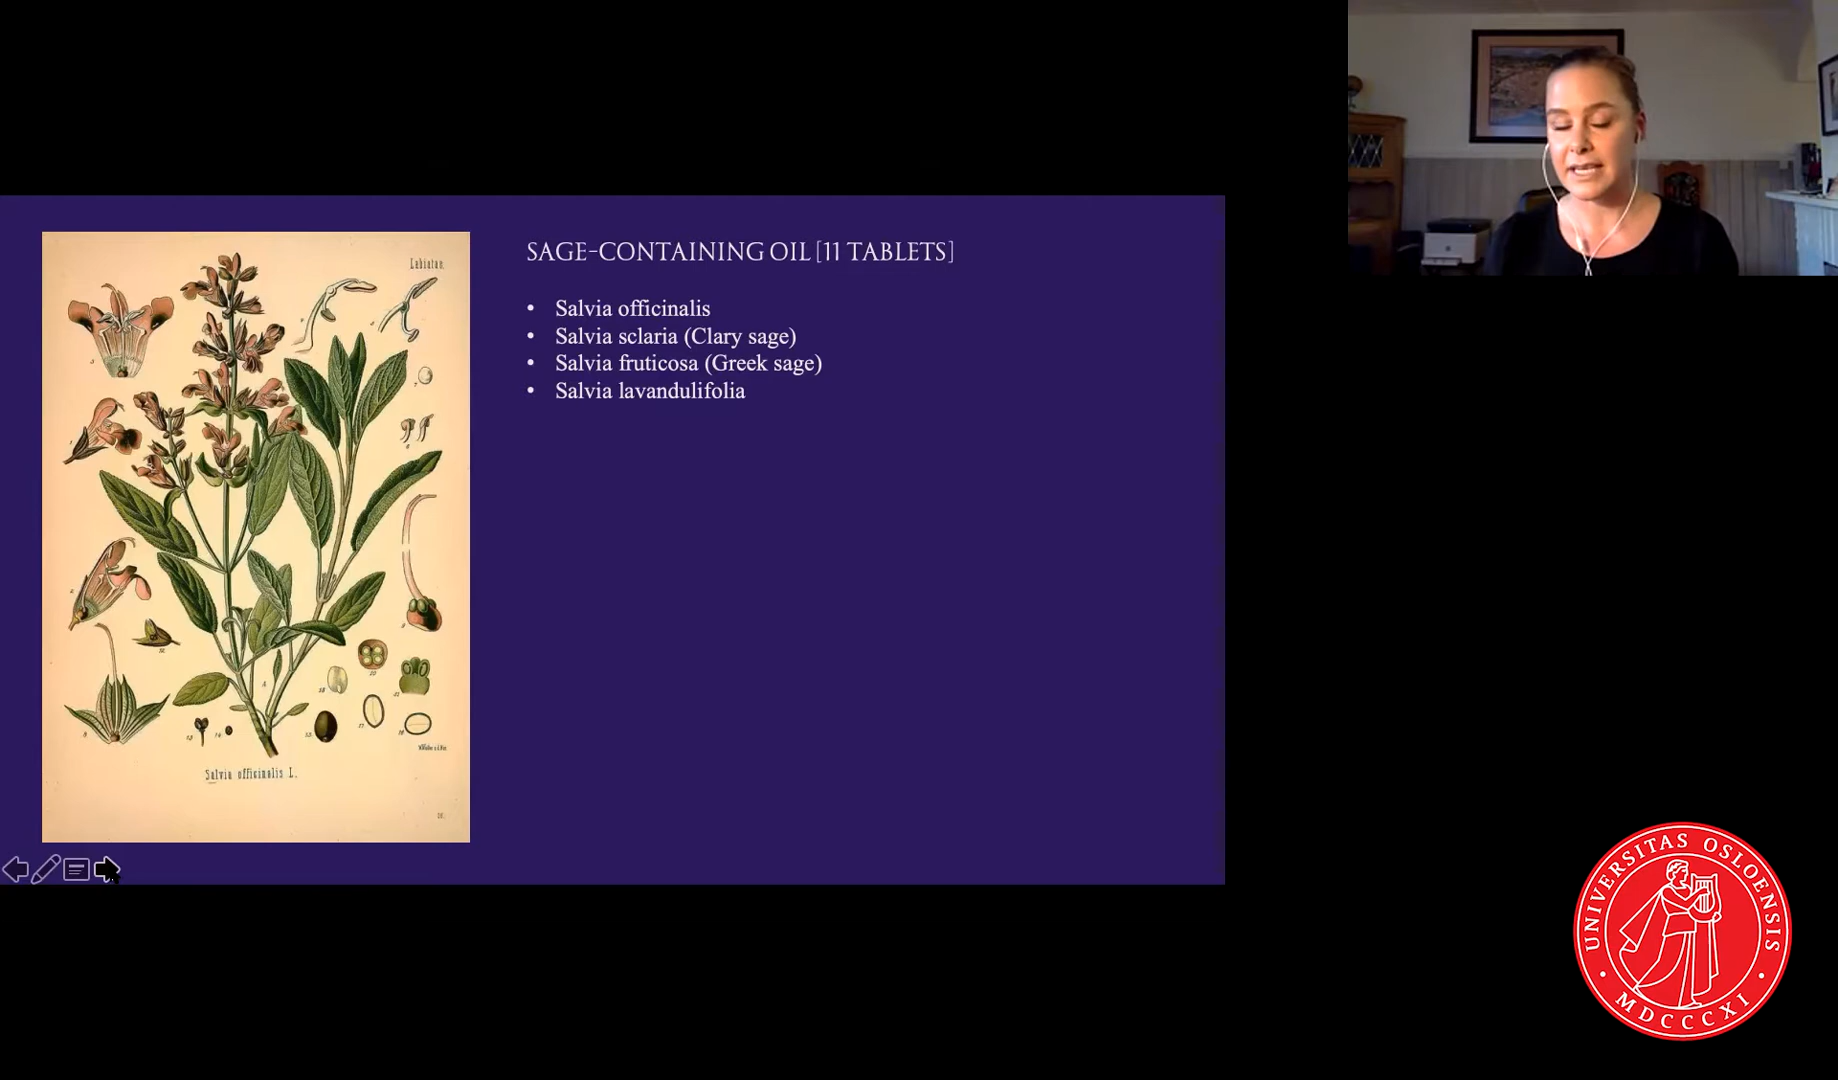 SAGE-CONTAINING OIL [11 TABLETS]
• Salvia officinalis
• Salvia sclaria (Clary sage)
• Salvia fruticosa (Greek sage)
• Salvia lavandulifolia
Labiatae.
Salvia officinalis L.
UNIVERSITAS OSLOENSIS
MDCCCXI